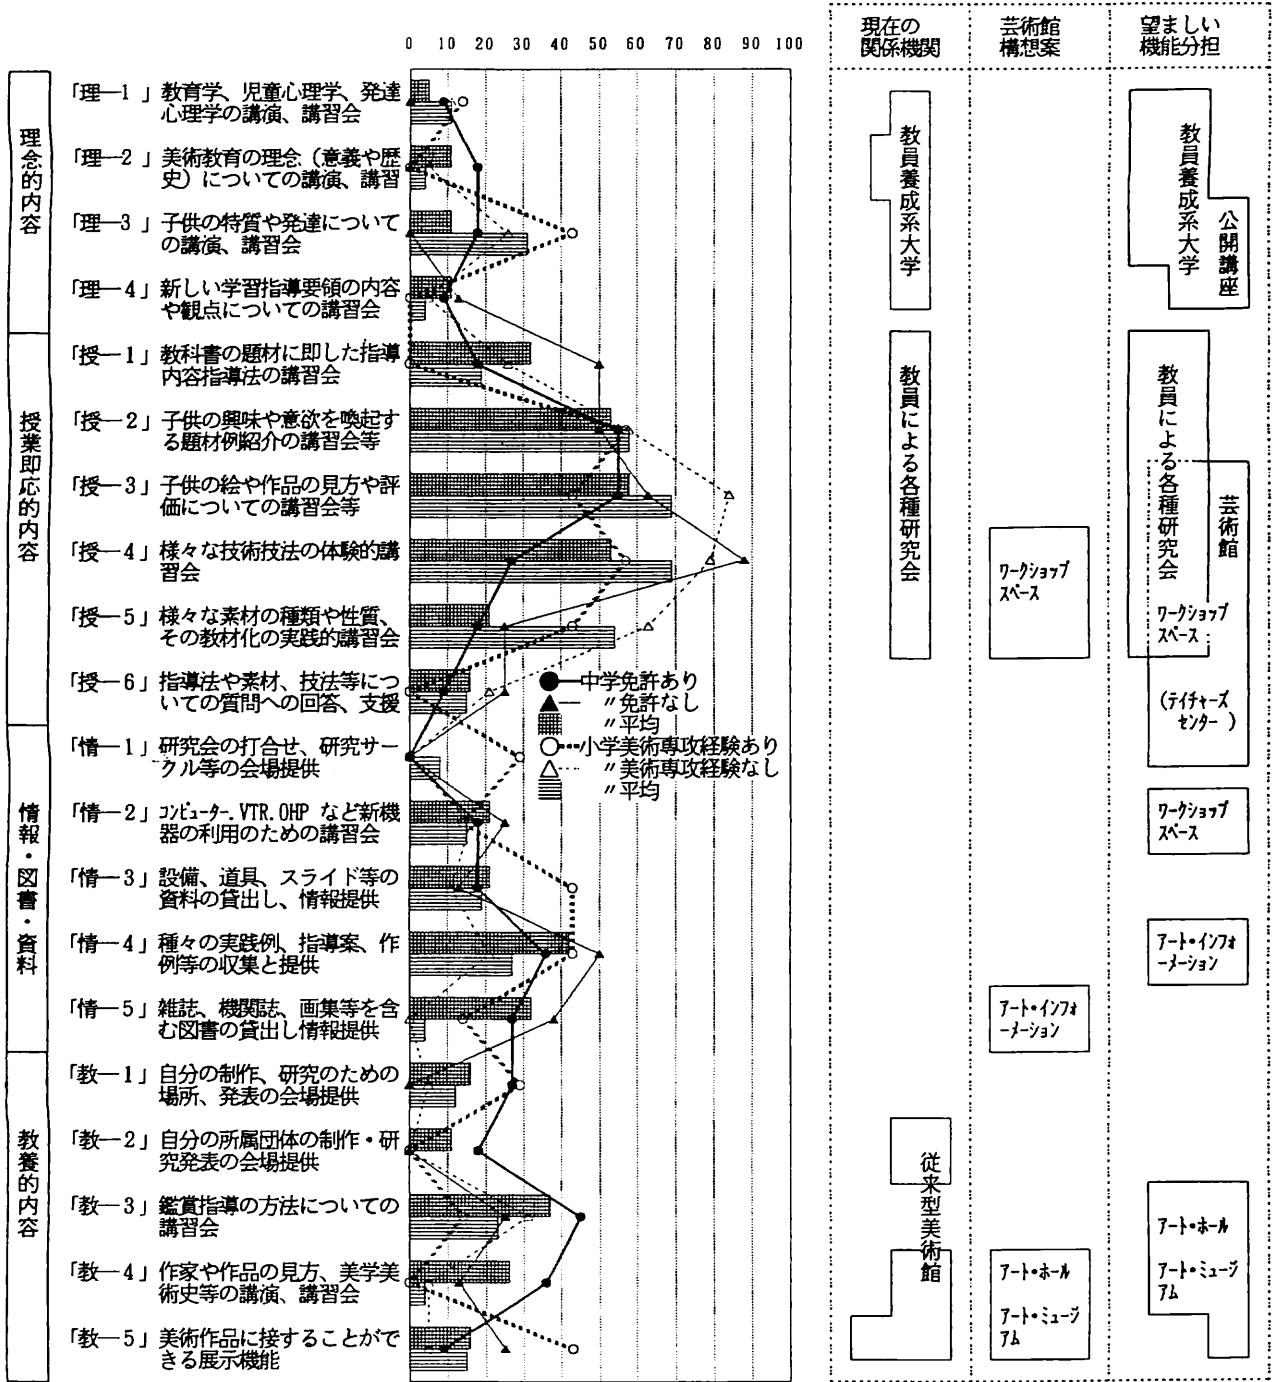 現在の
関係機関
芸術館
構想案
望ましい
機能分担
0 10 20 30 40 50 60 70 80 90 100
理念的内容
「理—1」教育学、児童心理学、発達
心理学の講演、講習会
「理—2」美術教育の理念（意義や歴
史）についての講演、講習
「理—3」子供の特質や発達について
の講演、講習会
「理—4」新しい学習指導要領の内容
や観点についての講習会
授業即応的内容
「授—1」教科書の題材に即した指導
内容指導法の講習会
「授—2」子供の興味や意欲を喚起す
る題材例紹介の講習会等
「授—3」子供の絵や作品の見方や評
価についての講習会等
「授—4」様々な技術技法の体験的講
習会
「授—5」様々な素材の種類や性質、
その教材化の実践的講習会
「授—6」指導法や素材、技法等につ
いての質問への回答、支援
情報・図書・資料
「情—1」研究会の打合せ、研究サー
クル等の会場提供
「情—2」コンピューター.VTR.OHP など新機
器の利用のための講習会
「情—3」設備、道具、スライド等の
資料の貸出し、情報提供
「情—4」種々の実践例、指導案、作
例等の収集と提供
「情—5」雑誌、機関誌、画集等を含
む図書の貸出し情報提供
教養的内容
「教—1」自分の制作、研究のための
場所、発表の会場提供
「教—2」自分の所属団体の制作・研
究発表の会場提供
「教—3」鑑賞指導の方法についての
講習会
「教—4」作家や作品の見方、美学美
術史等の講演、講習会
「教—5」美術作品に接することがで
きる展示機能
中学免許あり
〃免許なし
〃平均
小学美術専攻経験あり
〃美術専攻経験なし
〃平均
教員養成系大学
教員による各種研究会
従来型美術館
ワークショップ
スペース
アート・インフォ
ーメーション
アート・ホール
アート・ミュージ
アム
教員養成系大学
公開講座
教員による各種研究会
芸術館
ワークショップ
スペース
（テイチャーズ
センター）
ワークショップ
スペース
アート・インフォ
ーメーション
アート・ホール
アート・ミュージ
アム